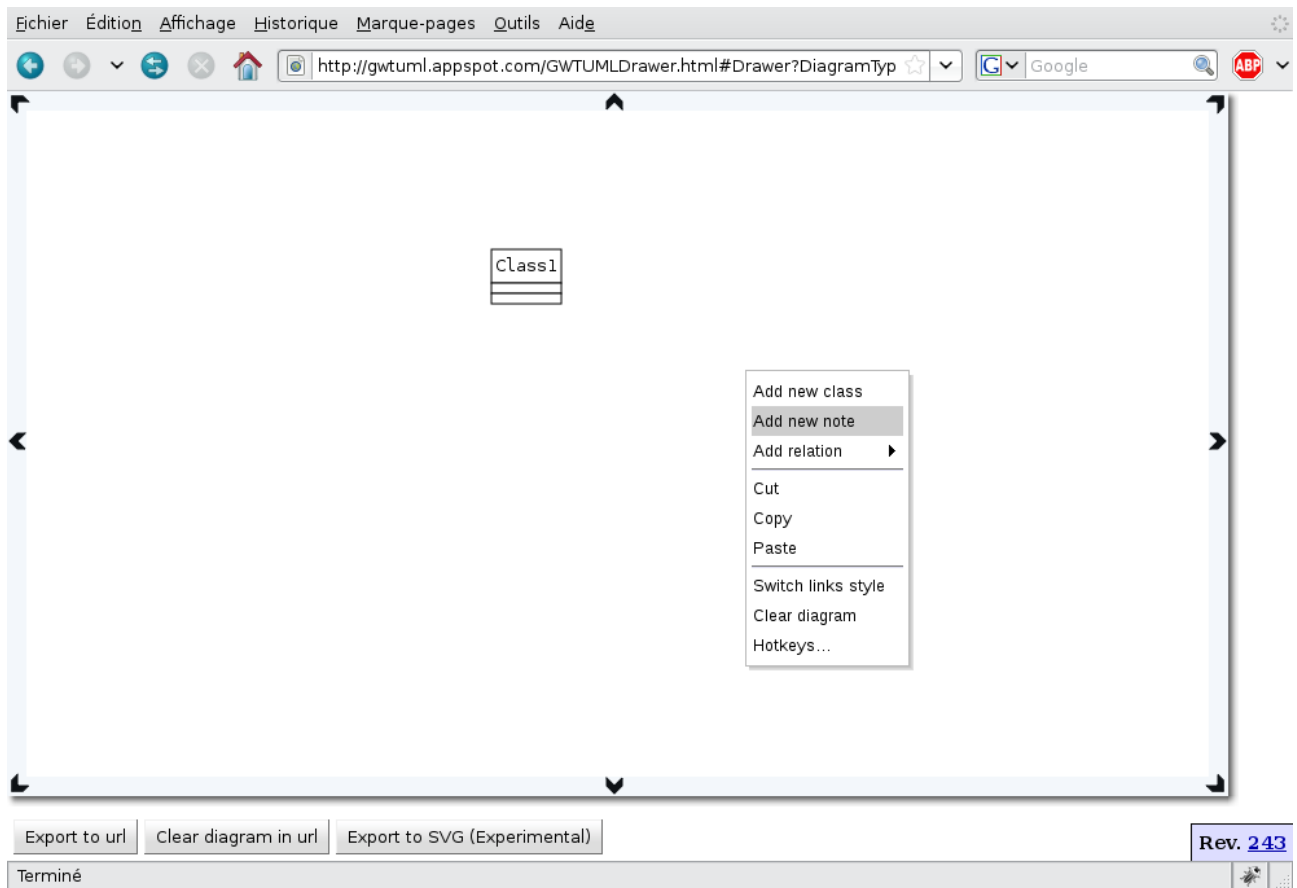 Fichier Édition Affichage Historique Marque-pages Outils Aide
http://gwtuml.appspot.com/GWTUMLDrawer.html#Drawer?DiagramTyp G Google ABP
Class1
Add new class
Add new note
Add relation
Cut
Copy
Paste
Switch links style
Clear diagram
Hotkeys...
Export to url Clear diagram in url Export to SVG (Experimental)
Rev. 243
Terminé